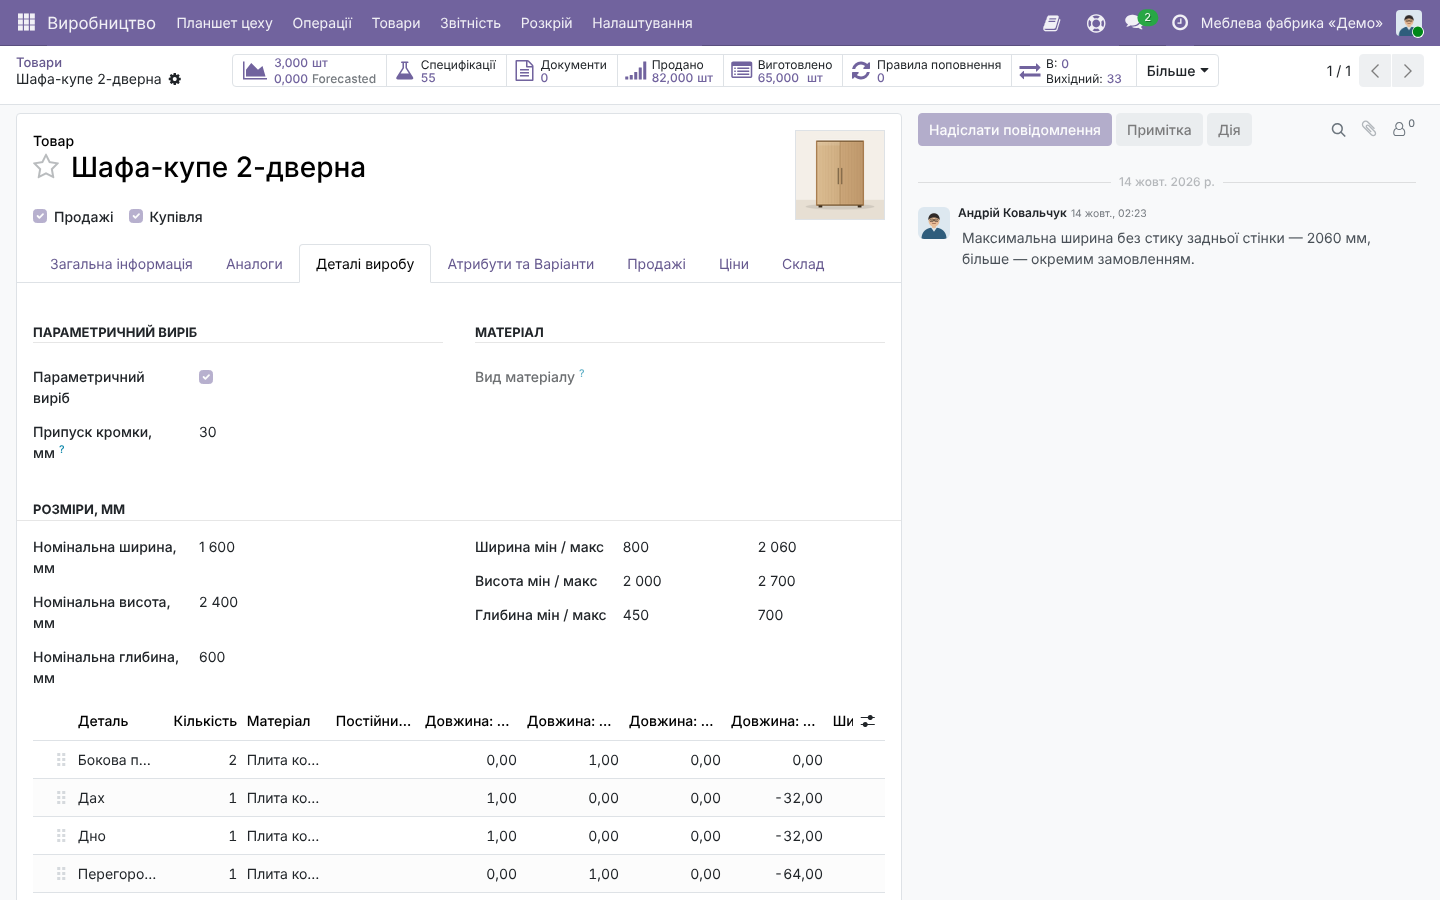 Виробництво Планшет цеху Операції Товари Звітність Розкрій Налаштування 2 Меблева фабрика «Демо»
Товари
Шафа-купе 2-дверна
3,000 шт
0,000 Forecasted
Специфікації
55
Документи
0
Продано
82,000 шт
Виготовлено
65,000 шт
Правила поповнення
0
В: 0
Вихідний: 33
Більше
1 / 1
Товар
Шафа-купе 2-дверна
Продажі Купівля
Загальна інформація Аналоги Деталі виробу Атрибути та Варіанти Продажі Ціни Склад
ПАРАМЕТРИЧНИЙ ВИРІБ
Параметричний
виріб
Припуск кромки,
мм ?
30
МАТЕРІАЛ
Вид матеріалу ?
РОЗМІРИ, ММ
Номінальна ширина,
мм
1 600
Номінальна висота,
мм
2 400
Номінальна глибина,
мм
600
Ширина мін / макс 800 2 060
Висота мін / макс 2 000 2 700
Глибина мін / макс 450 700
Деталь Кількість Матеріал Постійни... Довжина: ... Довжина: ... Довжина: ... Довжина: ... Ши
Бокова п... 2 Плита ко... 0,00 1,00 0,00 0,00
Дах 1 Плита ко... 1,00 0,00 0,00 -32,00
Дно 1 Плита ко... 1,00 0,00 0,00 -32,00
Перегоро... 1 Плита ко... 0,00 1,00 0,00 -64,00
Надіслати повідомлення Примітка Дія 0
14 жовт. 2026 р.
Андрій Ковальчук 14 жовт., 02:23
Максимальна ширина без стику задньої стінки — 2060 мм,
більше — окремим замовленням.